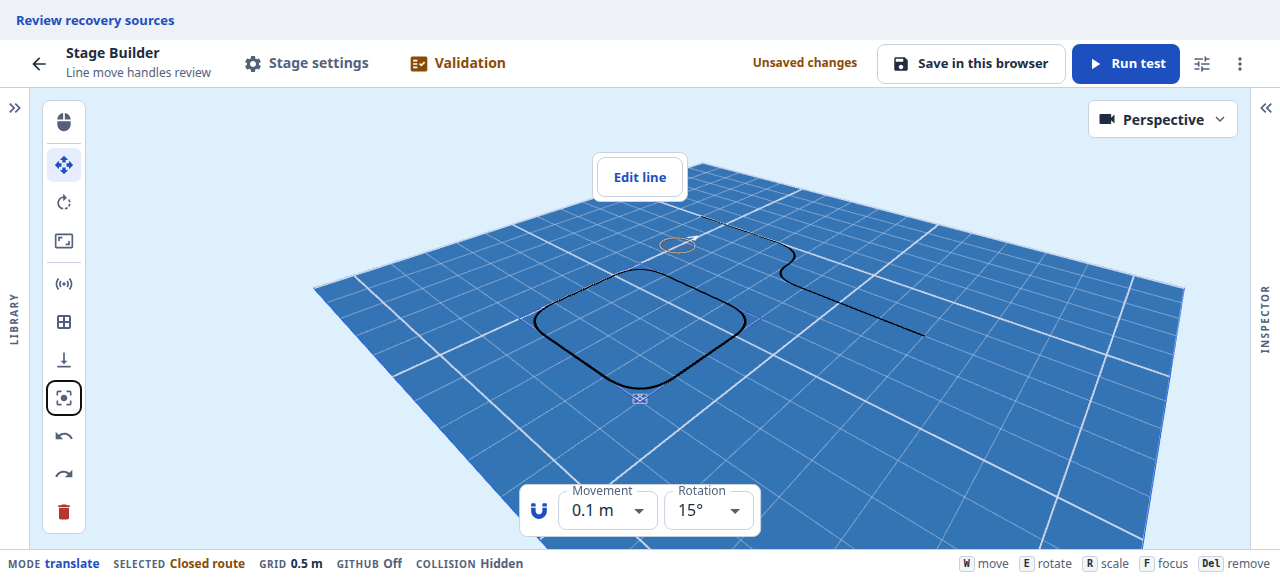 Review recovery sources
Stage Builder
Line move handles review
Stage settings
Validation
Unsaved changes
Save in this browser
Run test
Perspective
Edit line
LIBRARY
INSPECTOR
Movement
0.1 m
Rotation
15°
MODE translate SELECTED Closed route GRID 0.5 m GITHUB Off COLLISION Hidden
W move E rotate R scale F focus Del remove